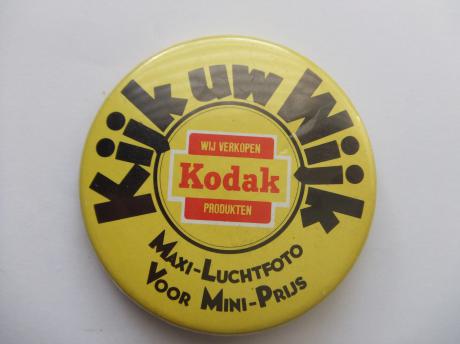 Kijk uw Wijk
WIJ VERKOPEN
Kodak
PRODUKTEN
MAXI-LUCHTFOTO
VOOR MINI-PRIJS